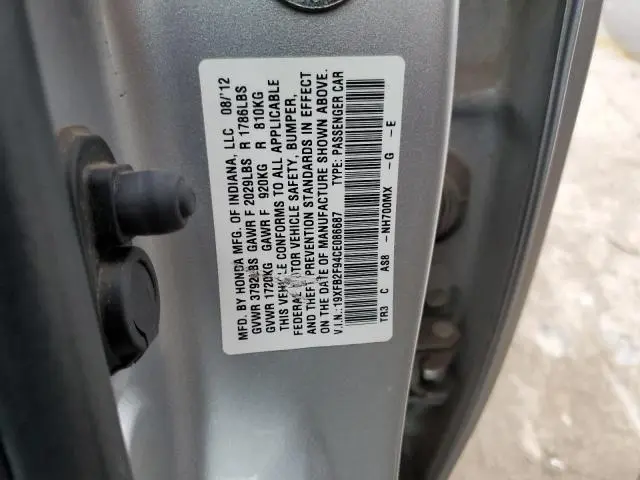 MFD. BY HONDA MFG. OF INDIANA, LLC 08/'12
GVWR 3792LBS GAWR F 2029LBS R 1786LBS
GVWR 1720KG GAWR F 920KG R 810KG
THIS VEHICLE CONFORMS TO ALL APPLICABLE
FEDERAL MOTOR VEHICLE SAFETY, BUMPER,
AND THEFT PREVENTION STANDARDS IN EFFECT
ON THE DATE OF MANUFACTURE SHOWN ABOVE.
V.I.N.:19XFB2F94CE086687 TYPE: PASSENGER CAR
TR3 C AS8 -NH700MX -G -E